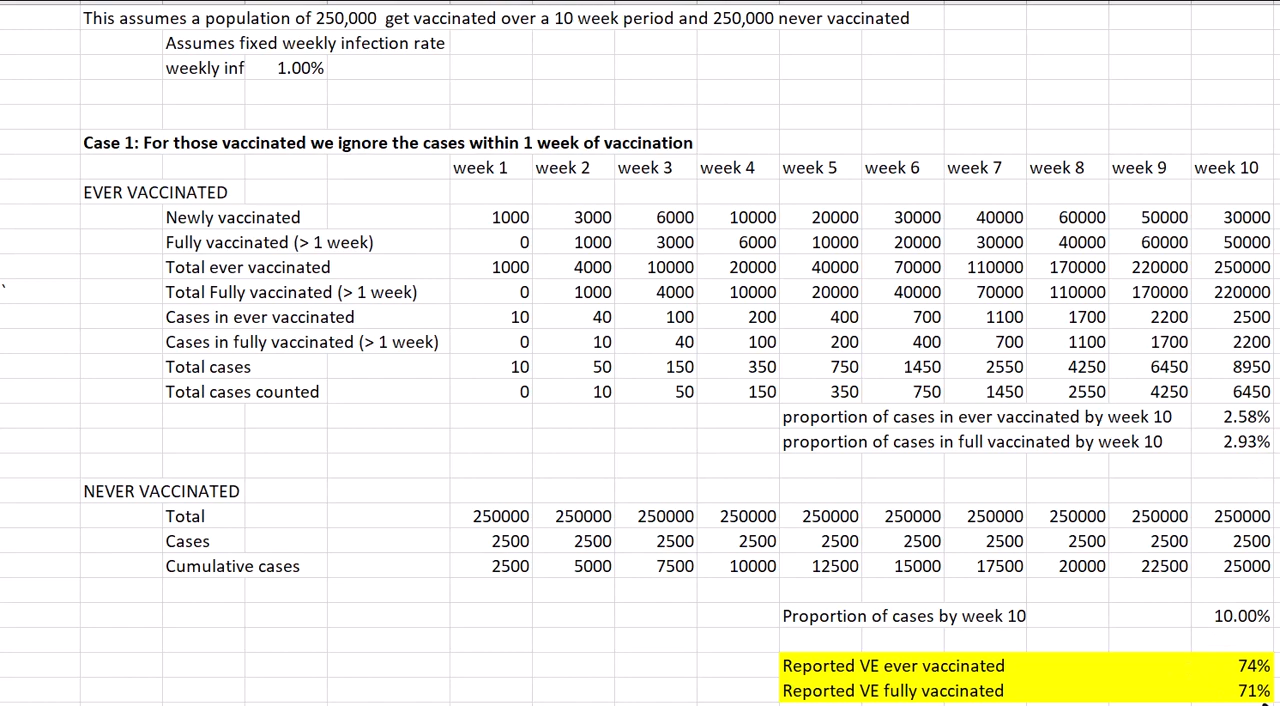 This assumes a population of 250,000 get vaccinated over a 10 week period and 250,000 never vaccinated
Assumes fixed weekly infection rate
weekly inf 1.00%
Case 1: For those vaccinated we ignore the cases within 1 week of vaccination
week 1 week 2 week 3 week 4 week 5 week 6 week 7 week 8 week 9 week 10
EVER VACCINATED
Newly vaccinated 1000 3000 6000 10000 20000 30000 40000 60000 50000 30000
Fully vaccinated (> 1 week) 0 1000 3000 6000 10000 20000 30000 40000 60000 50000
Total ever vaccinated 1000 4000 10000 20000 40000 70000 110000 170000 220000 250000
Total Fully vaccinated (> 1 week) 0 1000 4000 10000 20000 40000 70000 110000 170000 220000
Cases in ever vaccinated 10 40 100 200 400 700 1100 1700 2200 2500
Cases in fully vaccinated (> 1 week) 0 10 40 100 200 400 700 1100 1700 2200
Total cases 10 50 150 350 750 1450 2550 4250 6450 8950
Total cases counted 0 10 50 150 350 750 1450 2550 4250 6450
proportion of cases in ever vaccinated by week 10 2.58%
proportion of cases in full vaccinated by week 10 2.93%
NEVER VACCINATED
Total 250000 250000 250000 250000 250000 250000 250000 250000 250000 250000
Cases 2500 2500 2500 2500 2500 2500 2500 2500 2500 2500
Cumulative cases 2500 5000 7500 10000 12500 15000 17500 20000 22500 25000
Proportion of cases by week 10 10.00%
Reported VE ever vaccinated 74%
Reported VE fully vaccinated 71%